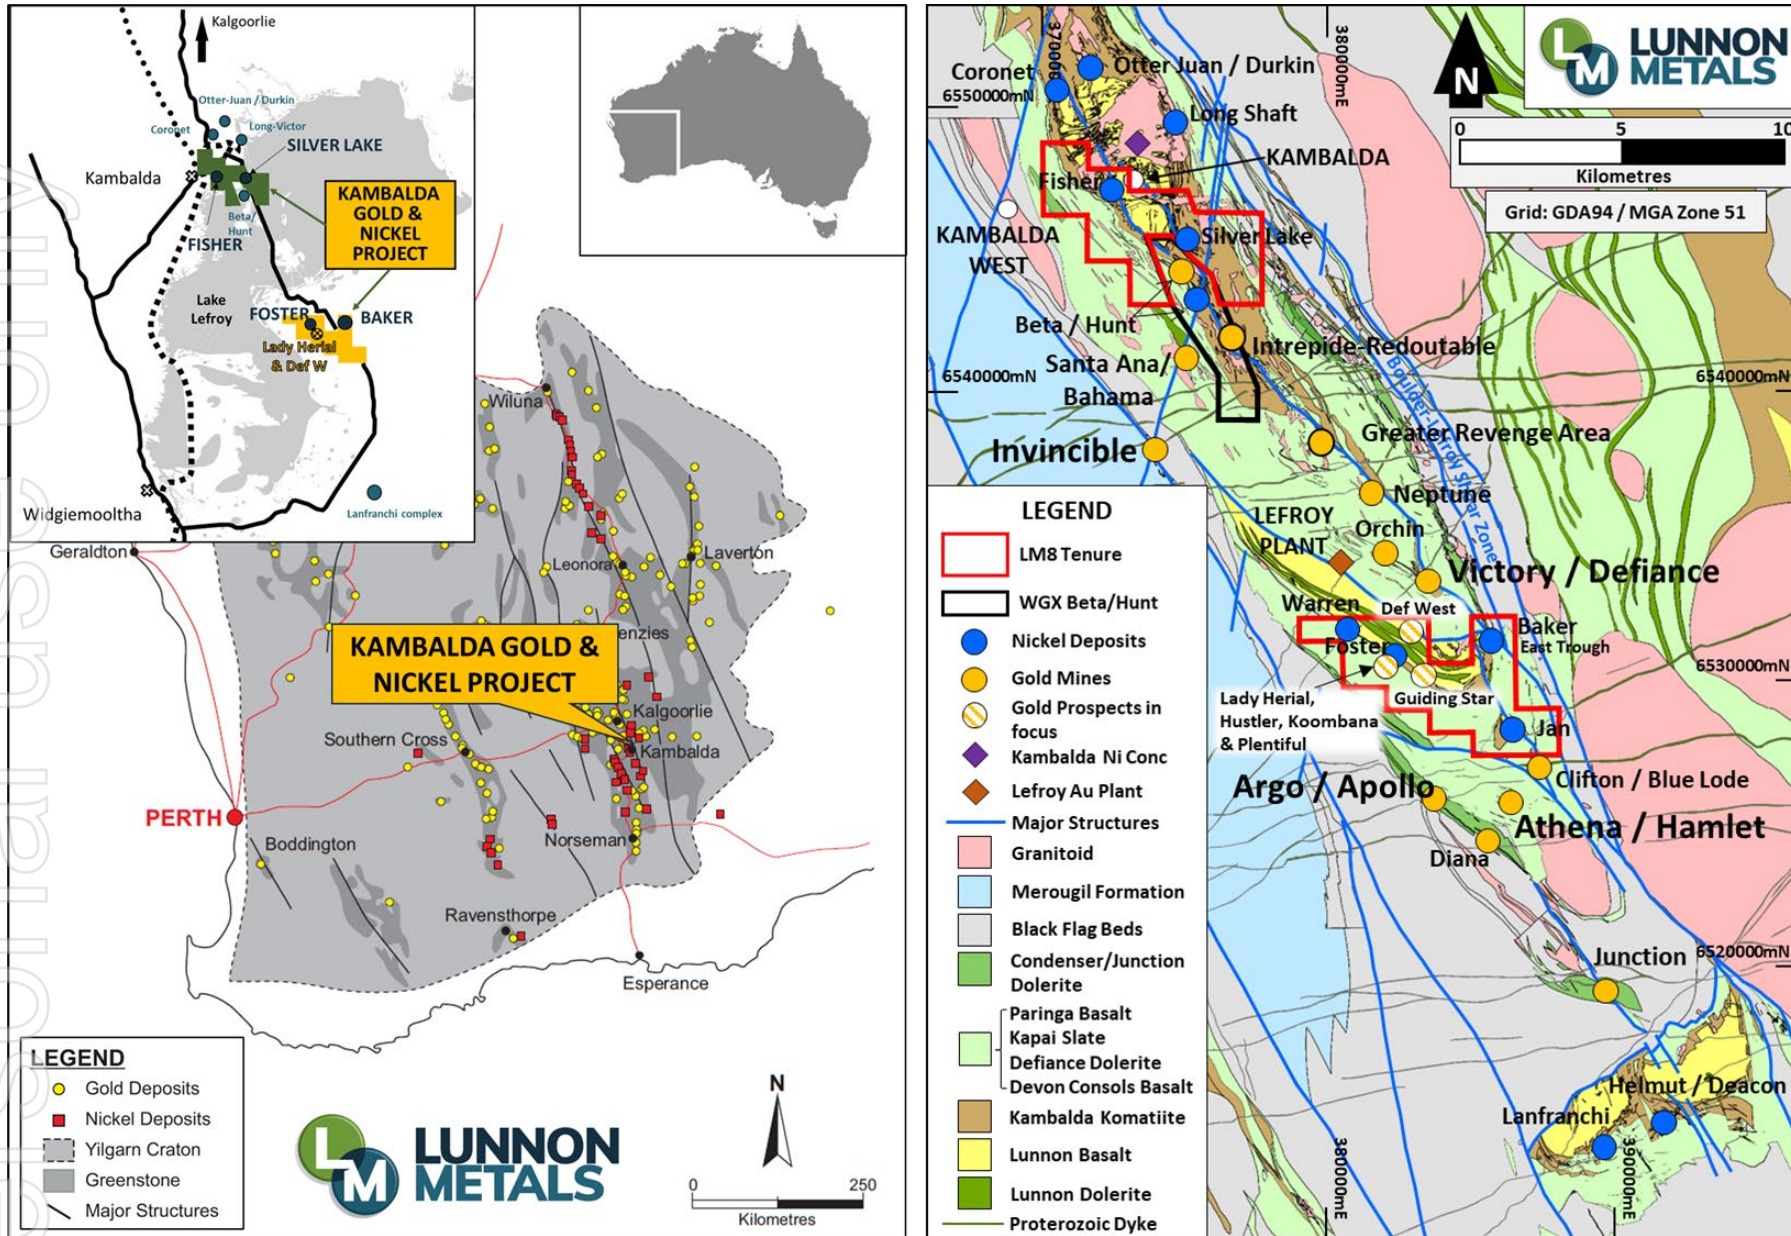 Kalgoorlie
Otter-Juan / Durkin
Coronet
Long-Victor
SILVER LAKE
Kambalda
KAMBALDA
GOLD &
NICKEL
PROJECT
Beta/
Hunt
FISHER
Lake
Lefroy
FOSTER
BAKER
Lady Herial
& Def W
Widgiemooltha
Lanfranchi complex
Geraldton
Wiluna
Leonora
Laverton
enzies
KAMBALDA GOLD &
NICKEL PROJECT
Kalgoorlie
Kambalda
Southern Cross
PERTH
Boddington
Norseman
Ravensthorpe
Esperance
LEGEND
Gold Deposits
Nickel Deposits
Yilgarn Craton
Greenstone
Major Structures
LM
LUNNON
METALS
N
0 250
Kilometres
370000
380000mE
Coronet
Otter Juan / Durkin
6550000mN
Long Shaft
KAMBALDA
Fisher
KAMBALDA
WEST
Silver Lake
Beta / Hunt
Intrepide-Redoutable
Santa Ana/
Bahama
6540000mN
6540000mN
Boulder-Lefroy Shear Zone
Greater Revenge Area
Invincible
Neptune
LEFROY
PLANT
Orchin
Victory / Defiance
Warren
Def West
Foster
Baker
East Trough
6530000mN
Lady Herial,
Hustler, Koombana
& Plentiful
Guiding Star
Jan
Clifton / Blue Lode
Argo / Apollo
Athena / Hamlet
Diana
Junction
6520000mN
Helmut / Deacon
Lanfranchi
380000mE
390000mE
N
LM
LUNNON
METALS
0 5 10
Kilometres
Grid: GDA94 / MGA Zone 51
LEGEND
LM8 Tenure
WGX Beta/Hunt
Nickel Deposits
Gold Mines
Gold Prospects in
focus
Kambalda Ni Conc
Lefroy Au Plant
Major Structures
Granitoid
Merougil Formation
Black Flag Beds
Condenser/Junction
Dolerite
Paringa Basalt
Kapai Slate
Defiance Dolerite
Devon Consols Basalt
Kambalda Komatiite
Lunnon Basalt
Lunnon Dolerite
Proterozoic Dyke